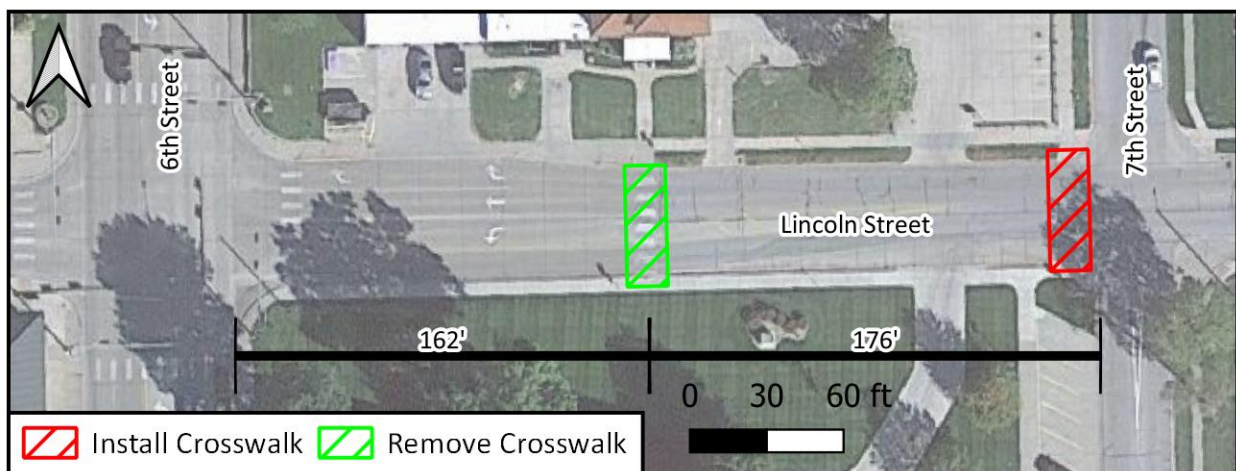 6th Street
7th Street
Lincoln Street
162'
176'
0 30 60 ft
Install Crosswalk
Remove Crosswalk